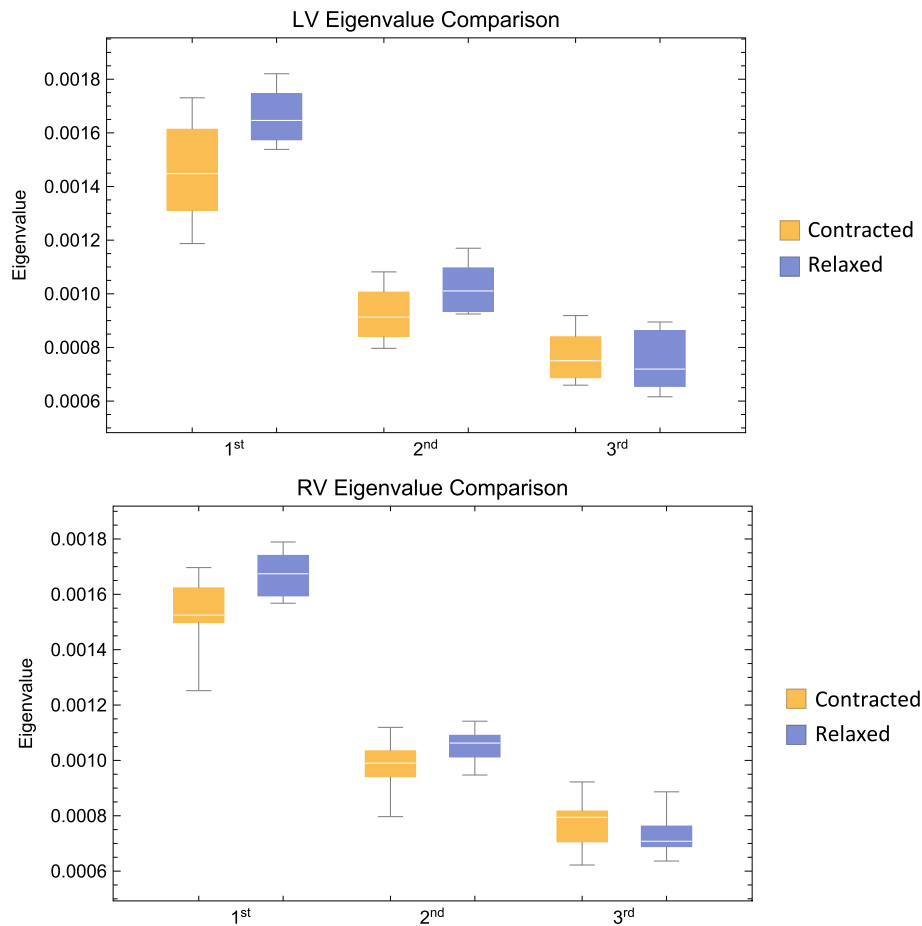 LV Eigenvalue Comparison
0.0018
0.0016
0.0014
0.0012
0.0010
0.0008
0.0006
Eigenvalue
1st
2nd
3rd
Contracted
Relaxed
RV Eigenvalue Comparison
0.0018
0.0016
0.0014
0.0012
0.0010
0.0008
0.0006
Eigenvalue
1st
2nd
3rd
Contracted
Relaxed